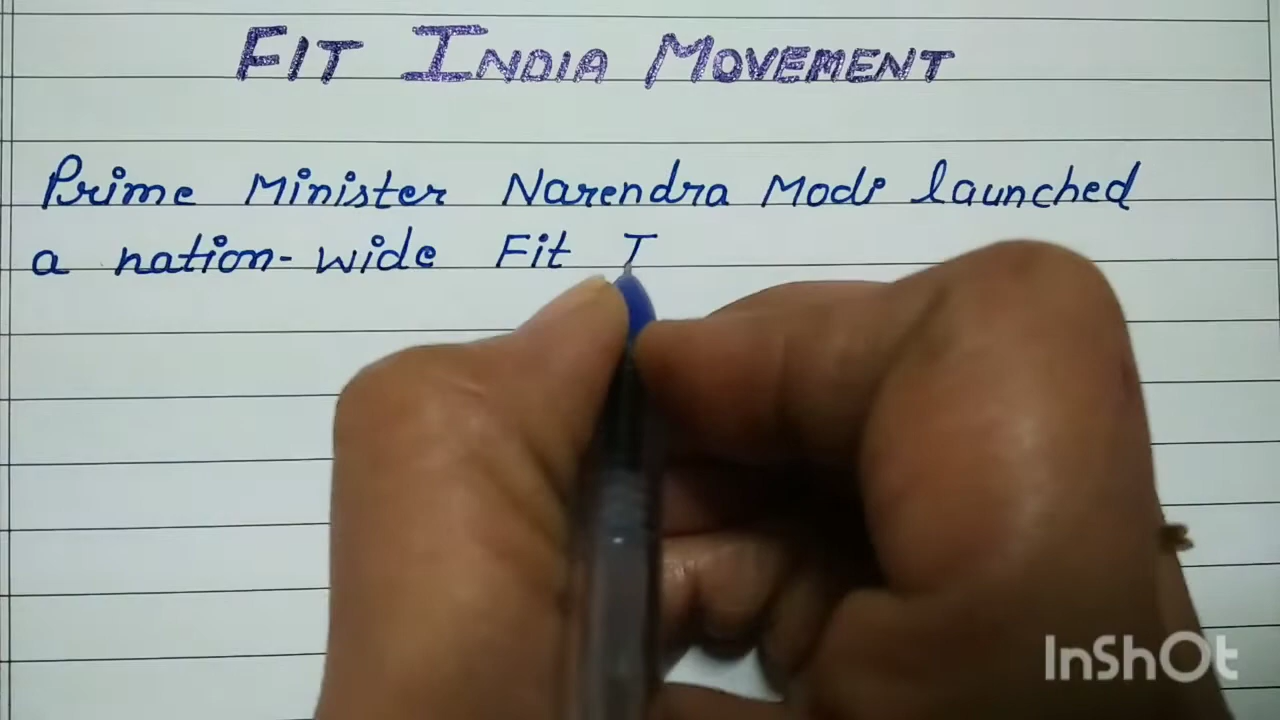 FIT INDIA MOVEMENT
Prime Minister Narendra Modi launched
a nation-wide Fit I
InShOt